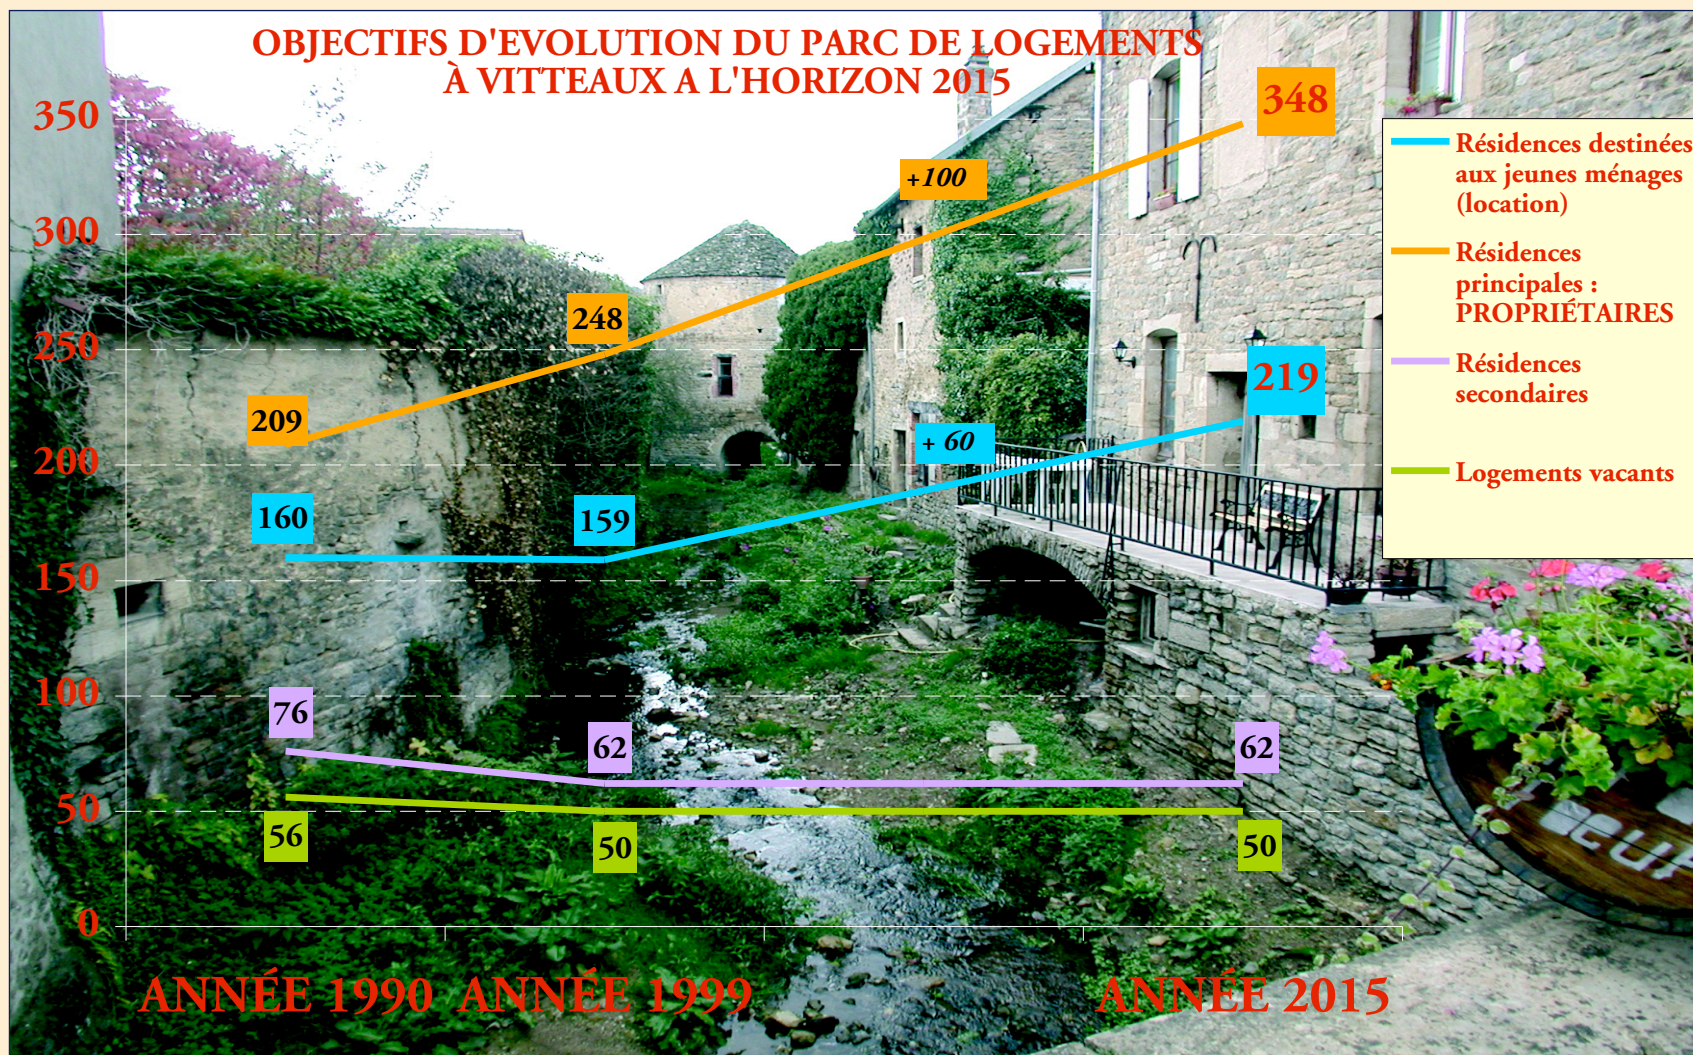 OBJECTIFS D'EVOLUTION DU PARC DE LOGEMENTS
À VITTEAUX A L'HORIZON 2015
350
300
250
200
150
100
50
0
348
+100
248
209
219
+ 60
160
159
76
62
62
56
50
50
Résidences destinées
aux jeunes ménages
(location)
Résidences
principales :
PROPRIÉTAIRES
Résidences
secondaires
Logements vacants
ANNÉE 1990
ANNÉE 1999
ANNÉE 2015